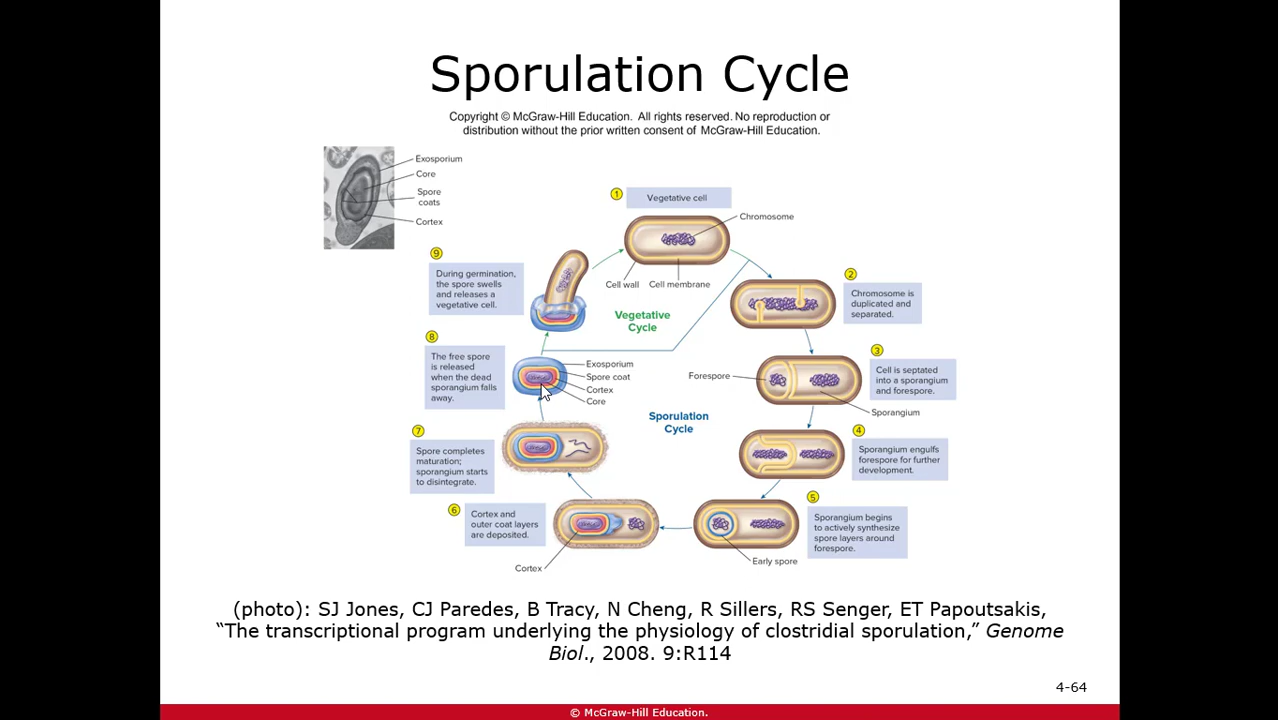 Sporulation Cycle
Copyright © McGraw-Hill Education. All rights reserved. No reproduction or
distribution without the prior written consent of McGraw-Hill Education.
Exosporium
Core
Spore
coats
Cortex
1
Vegetative cell
Chromosome
Cell wall
Cell membrane
Vegetative
Cycle
2
Chromosome is
duplicated and
separated.
3
Cell is septated
into a sporangium
and forespore.
Forespore
Sporangium
Sporulation
Cycle
4
Sporangium engulfs
forespore for further
development.
5
Sporangium begins
to actively synthesize
spore layers around
forespore.
Early spore
6
Cortex and
outer coat layers
are deposited.
Cortex
7
Spore completes
maturation;
sporangium starts
to disintegrate.
8
The free spore
is released
when the dead
sporangium falls
away.
Exosporium
Spore coat
Cortex
Core
9
During germination,
the spore swells
and releases a
vegetative cell.
(photo): SJ Jones, CJ Paredes, B Tracy, N Cheng, R Sillers, RS Senger, ET Papoutsakis,
“The transcriptional program underlying the physiology of clostridial sporulation,” Genome
Biol., 2008. 9:R114
4-64
© McGraw-Hill Education.